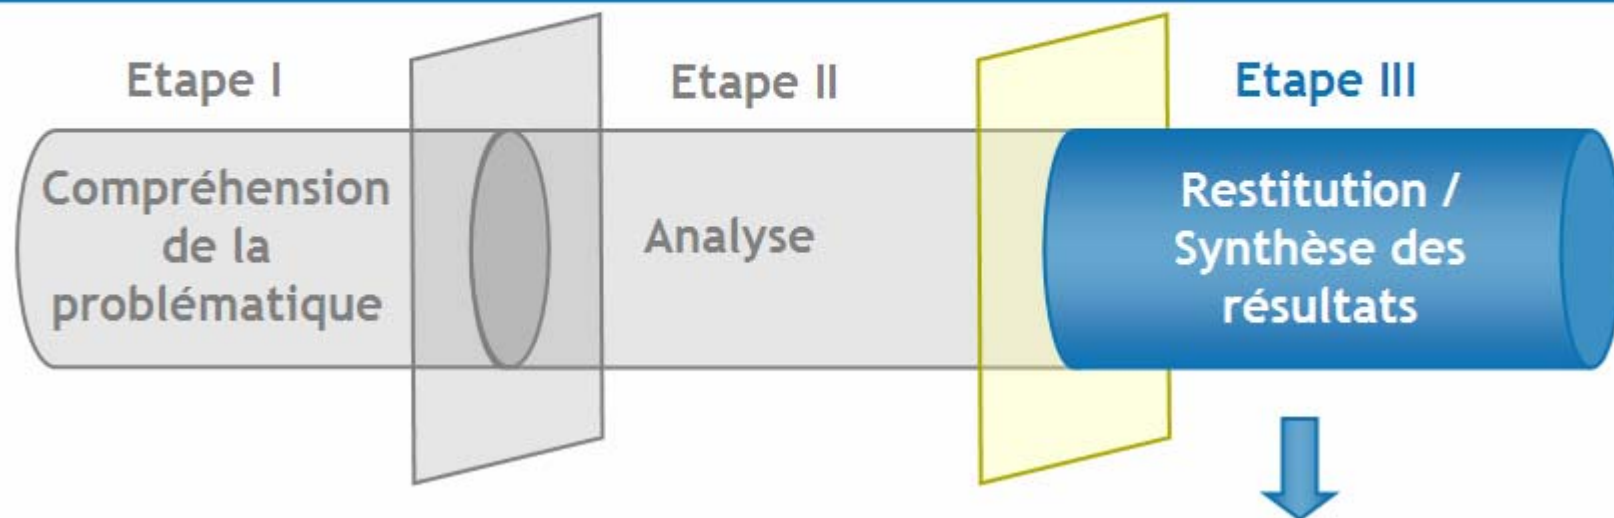 Etape I
Etape II
Etape III
Compréhension
de la
problématique
Analyse
Restitution /
Synthèse des
résultats